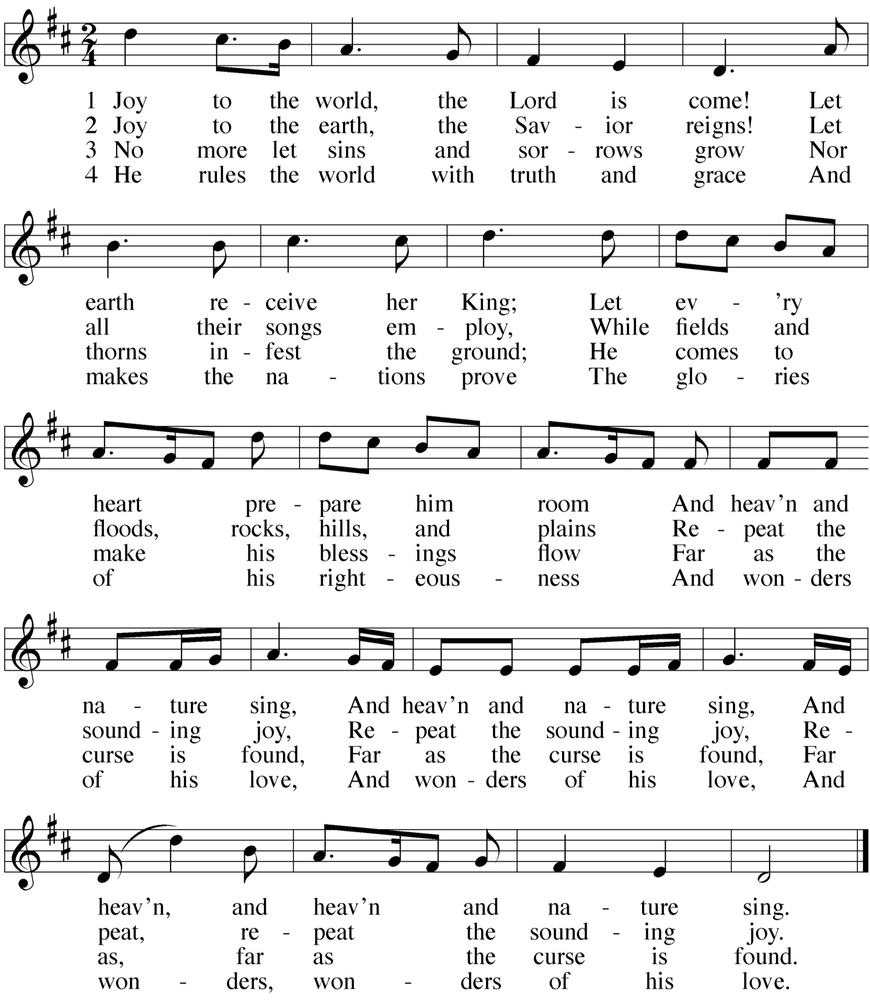 2
4
1 Joy to the world, the Lord is come! Let
2 Joy to the earth, the Sav - ior reigns! Let
3 No more let sins and sor - rows grow Nor
4 He rules the world with truth and grace And
earth re - ceive her King; Let ev - ’ry
all their songs em - ploy, While fields and
thorns in - fest the ground; He comes to
makes the na - tions prove The glo - ries
heart pre - pare him room And heav’n and
floods, rocks, hills, and plains Re - peat the
make his bless - ings flow Far as the
of his right - eous - ness And won - ders
na - ture sing, And heav’n and na - ture sing, And
sound - ing joy, Re - peat the sound - ing joy, Re -
curse is found, Far as the curse is found, Far
of his love, And won - ders of his love, And
heav’n, and heav’n and na - ture sing.
peat, re - peat the sound - ing joy.
as, far as the curse is found.
won - ders, won - ders of his love.